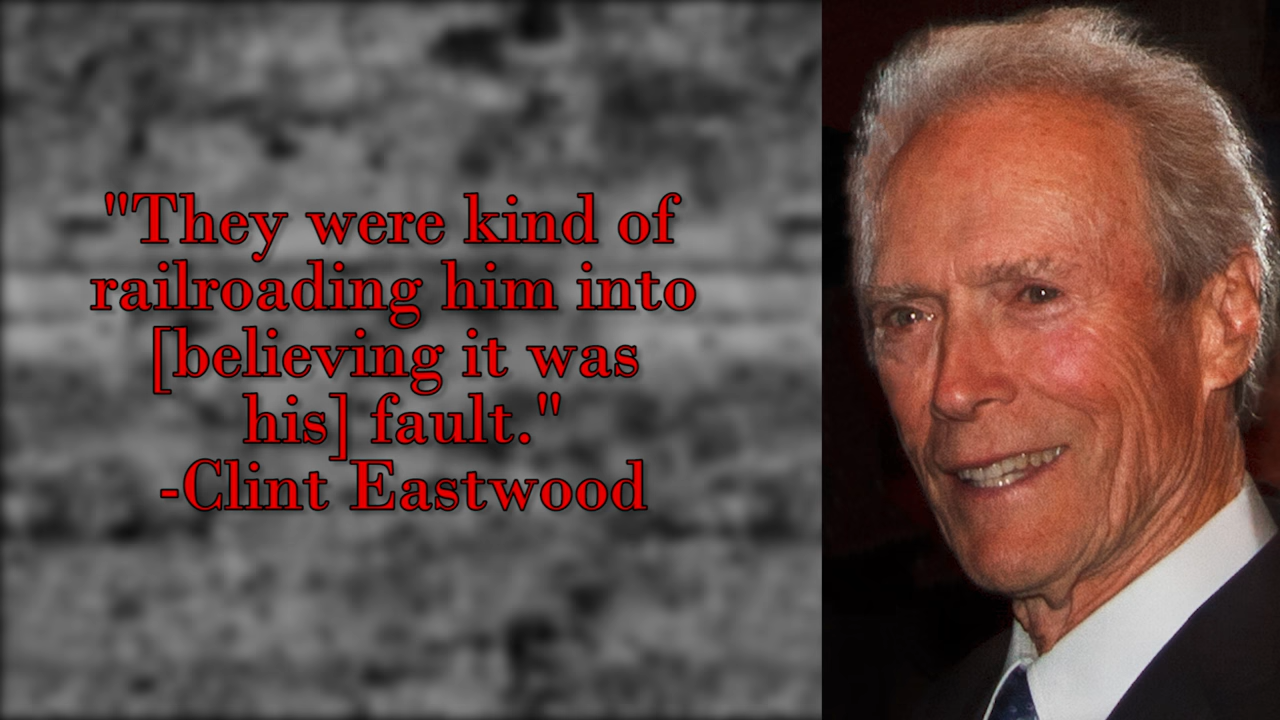 "They were kind of
railroading him into
[believing it was
his] fault."
-Clint Eastwood